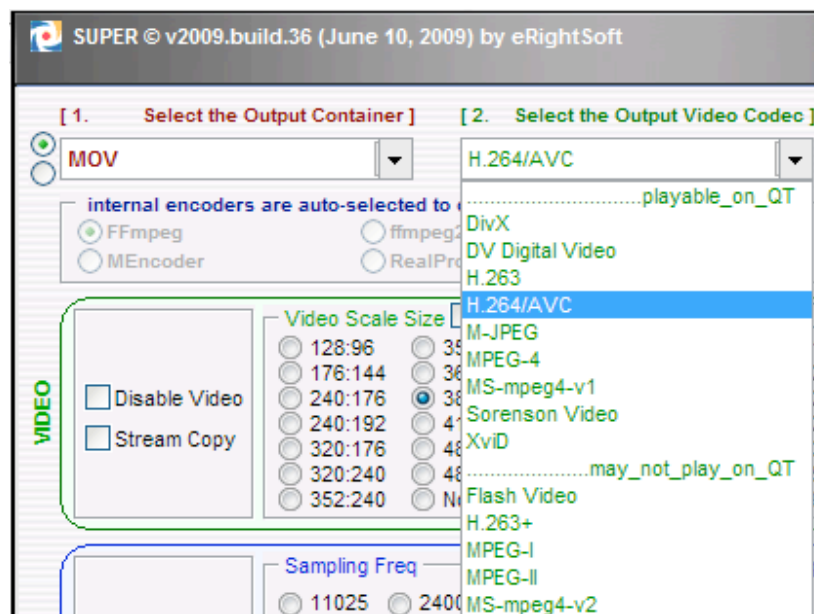 SUPER © v2009.build.36 (June 10, 2009) by eRightSoft
[ 1. Select the Output Container ]
[ 2. Select the Output Video Codec ]
MOV
H.264/AVC
internal encoders are auto-selected to
FFmpeg
MEncoder
............................playable_on_QT
DivX
DV Digital Video
H.263
H.264/AVC
M-JPEG
MPEG-4
MS-mpeg4-v1
Sorenson Video
XviD
....................may_not_play_on_QT
Flash Video
H.263+
MPEG-I
MPEG-II
MS-mpeg4-v2
VIDEO
Disable Video
Stream Copy
Video Scale Size
128:96
176:144
240:176
240:192
320:176
320:240
352:240
Sampling Freq
11025